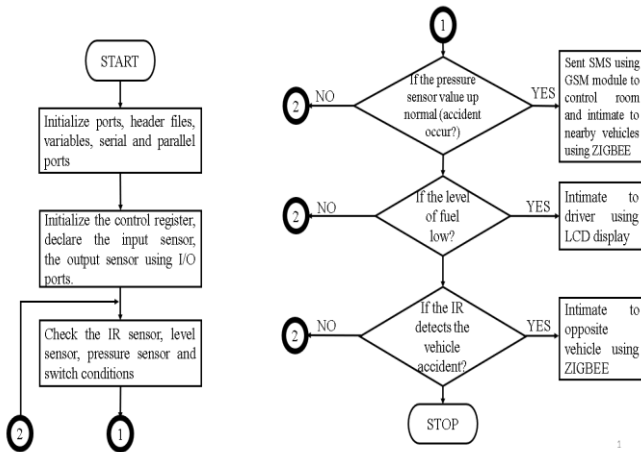 START
Initialize ports, header files,
variables, serial and parallel
ports
Initialize the control register,
declare the input sensor,
the output sensor using I/O
ports.
Check the IR sensor, level
sensor, pressure sensor and
switch conditions
2
1
1
If the pressure
sensor value up
normal (accident
occur?)
NO
2
YES
Sent SMS using
GSM module to
control room
and intimate to
nearby vehicles
using ZIGBEE
If the level
of fuel
low?
NO
2
YES
Intimate to
driver using
LCD display
If the IR
detects the
vehicle
accident?
NO
2
YES
Intimate to
opposite
vehicle using
ZIGBEE
STOP
1